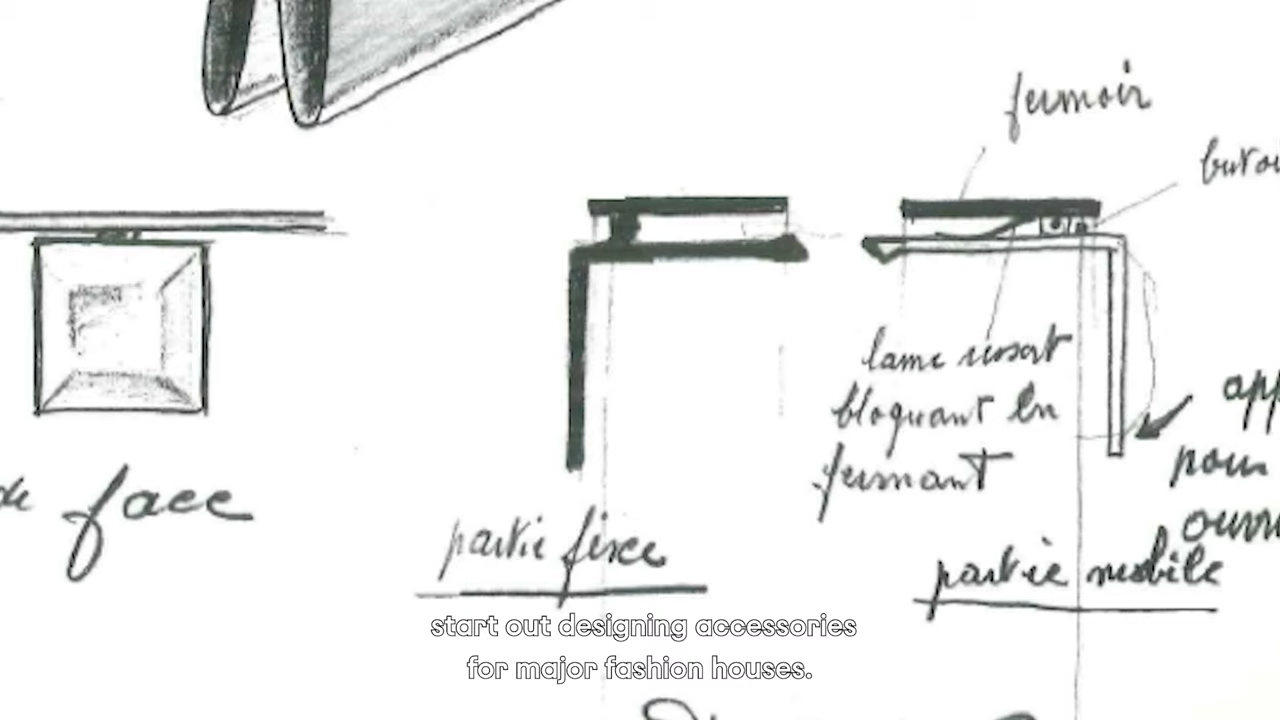 fermoir
lame ressort
bloquant en
fermant
pour
de face
partie fixe
partie mobile
start out designing accessories
for major fashion houses.